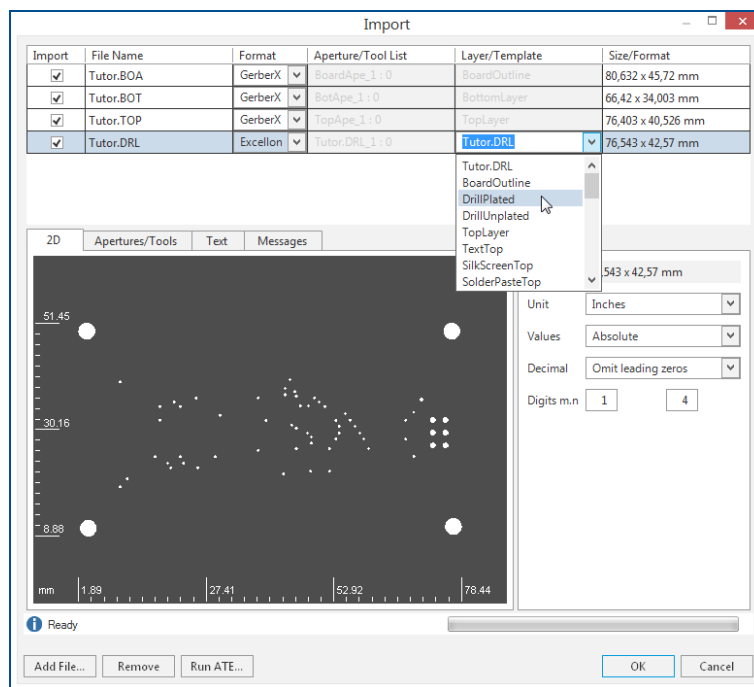 Import
Import File Name Format Aperture/Tool List Layer/Template Size/Format
Tutor.BOA GerberX BoardApe_1 : 0 BoardOutline 80,632 x 45,72 mm
Tutor.BOT GerberX BotApe_1 : 0 BottomLayer 66,42 x 34,003 mm
Tutor.TOP GerberX TopApe_1 : 0 TopLayer 76,403 x 40,526 mm
Tutor.DRL Excellon Tutor.DRL_1 : 0 Tutor.DRL 76,543 x 42,57 mm
Tutor.DRL
BoardOutline
DrillPlated
DrillUnplated
TopLayer
TextTop
SilkScreenTop
SolderPasteTop
2D Apertures/Tools Text Messages
,543 x 42,57 mm
Unit Inches
Values Absolute
Decimal Omit leading zeros
Digits m.n 1 4
51.45
30.16
8.88
mm 1.89 27.41 52.92 78.44
Ready
Add File... Remove Run ATE... OK Cancel